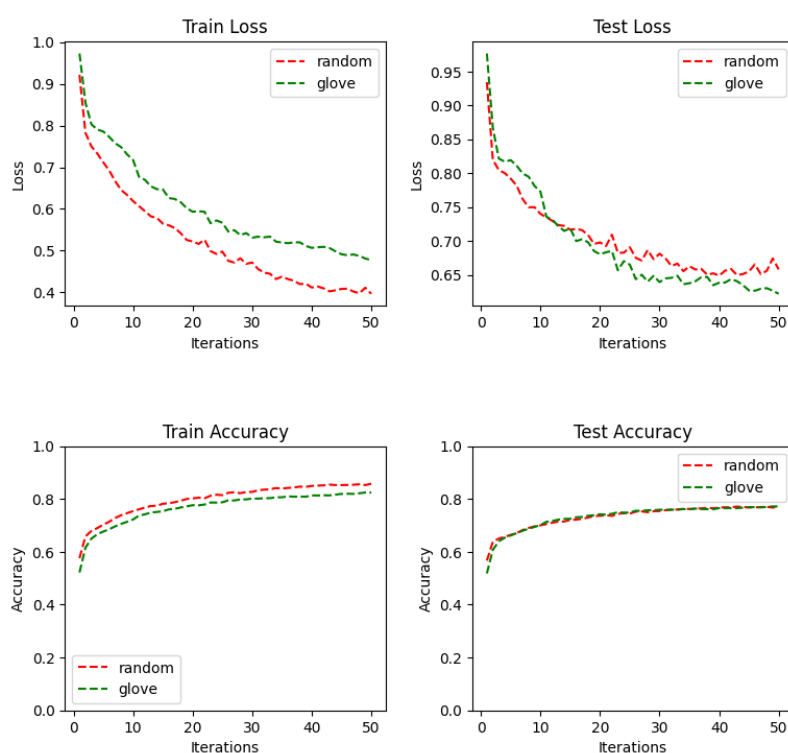 Train Loss
1.0
0.9
0.8
0.7
0.6
0.5
0.4
Loss
random
glove
0 10 20 30 40 50
Iterations
Test Loss
0.95
0.90
0.85
0.80
0.75
0.70
0.65
Loss
random
glove
0 10 20 30 40 50
Iterations
Train Accuracy
1.0
0.8
0.6
0.4
0.2
0.0
Accuracy
random
glove
0 10 20 30 40 50
Iterations
Test Accuracy
1.0
0.8
0.6
0.4
0.2
0.0
Accuracy
random
glove
0 10 20 30 40 50
Iterations